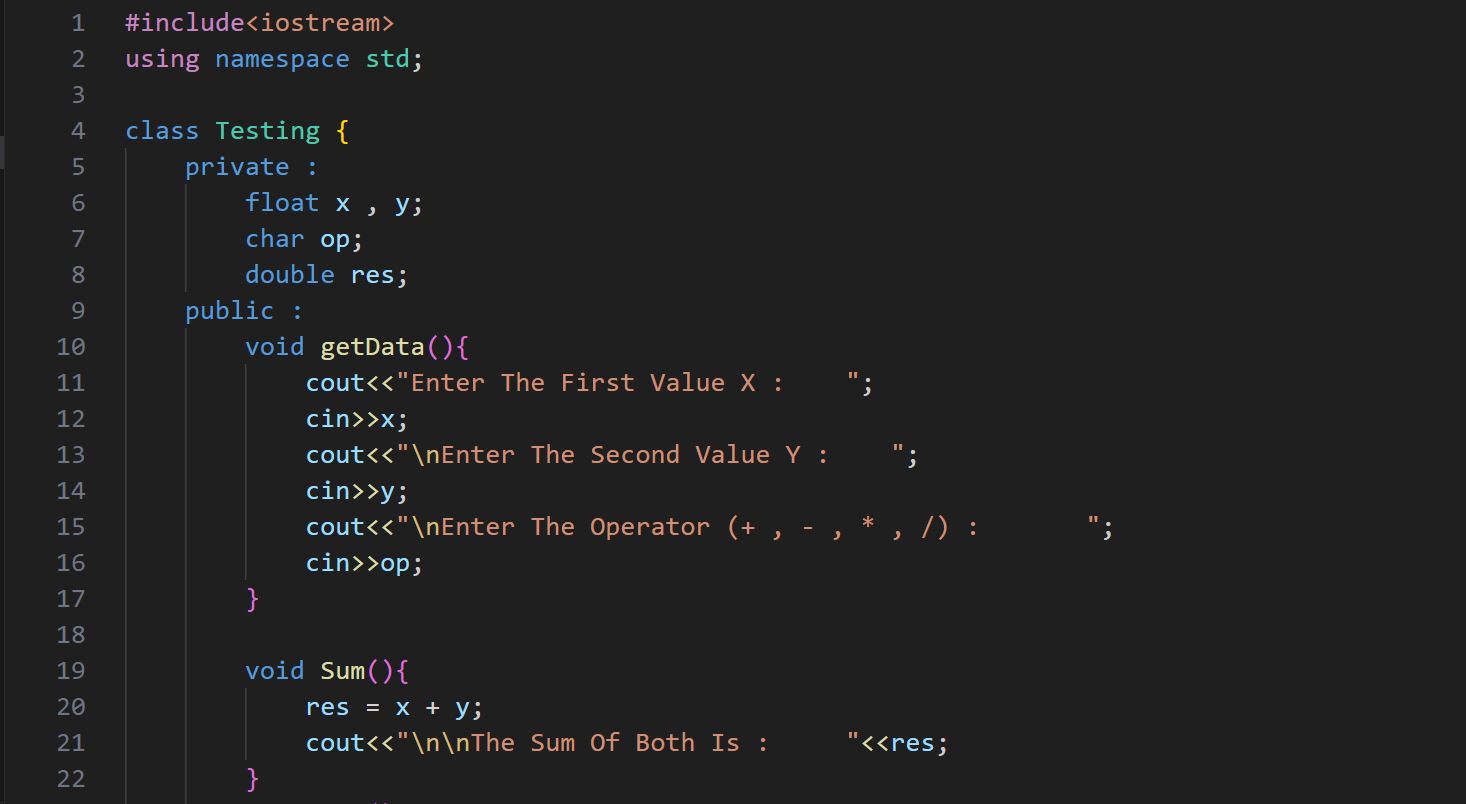 1 #include<iostream>
2 using namespace std;
3
4 class Testing {
5     private :
6         float x , y;
7         char op;
8         double res;
9     public :
10         void getData(){
11             cout<<"Enter The First Value X :    ";
12             cin>>x;
13             cout<<"\nEnter The Second Value Y :    ";
14             cin>>y;
15             cout<<"\nEnter The Operator (+ , - , * , /) :       ";
16             cin>>op;
17         }
18
19         void Sum(){
20             res = x + y;
21             cout<<"\n\nThe Sum Of Both Is :     "<<res;
22         }